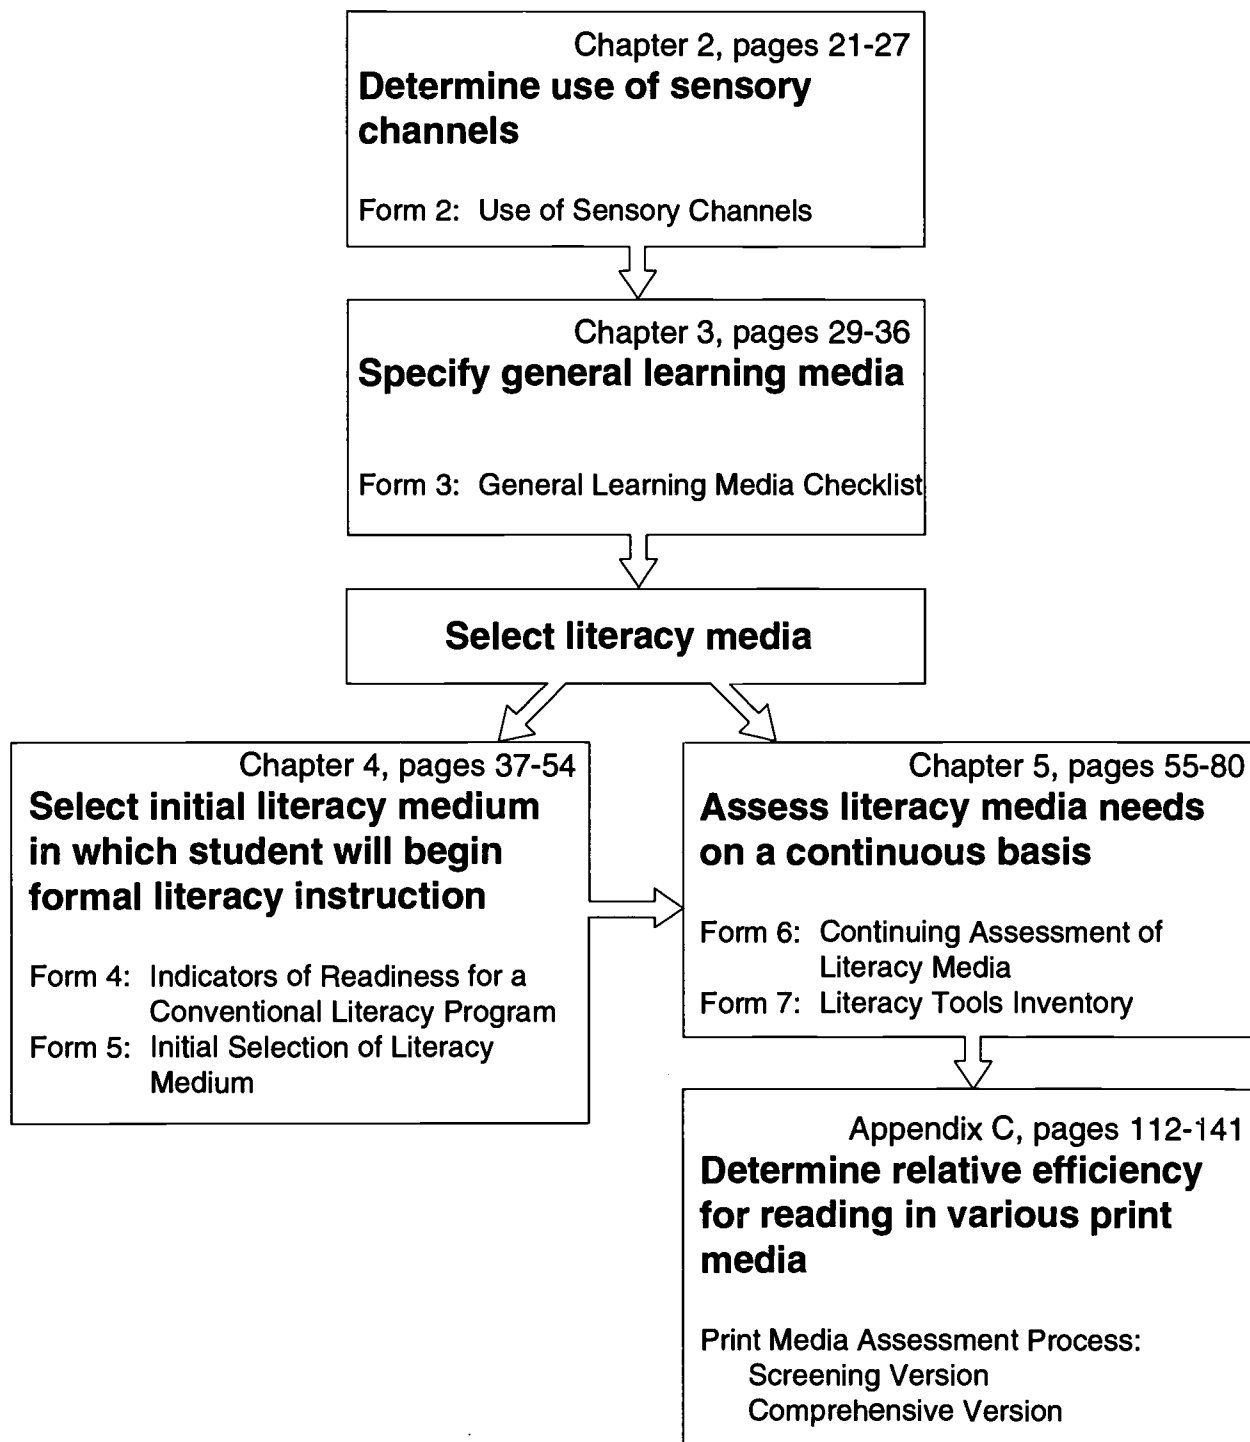 Chapter 2, pages 21-27
Determine use of sensory
channels
Form 2: Use of Sensory Channels
Chapter 3, pages 29-36
Specify general learning media
Form 3: General Learning Media Checklist
Select literacy media
Chapter 4, pages 37-54
Select initial literacy medium
in which student will begin
formal literacy instruction
Form 4: Indicators of Readiness for a
Conventional Literacy Program
Form 5: Initial Selection of Literacy
Medium
Chapter 5, pages 55-80
Assess literacy media needs
on a continuous basis
Form 6: Continuing Assessment of
Literacy Media
Form 7: Literacy Tools Inventory
Appendix C, pages 112-141
Determine relative efficiency
for reading in various print
media
Print Media Assessment Process:
Screening Version
Comprehensive Version